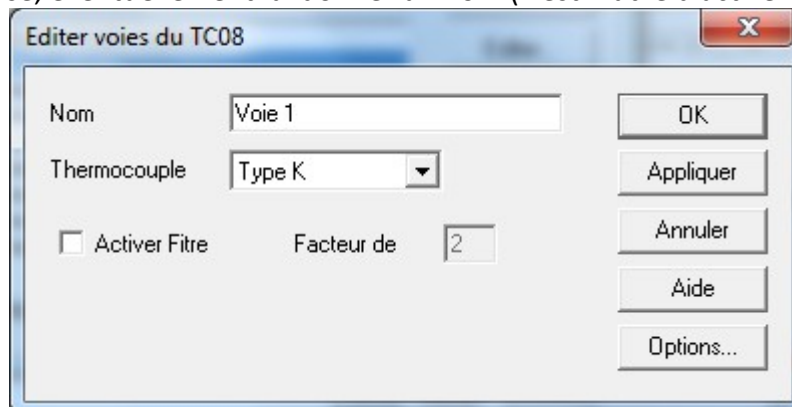 Editer voies du TC08
Nom
Voie 1
OK
Thermocouple
Type K
Appliquer
Activer Fitre
Facteur de
2
Annuler
Aide
Options...